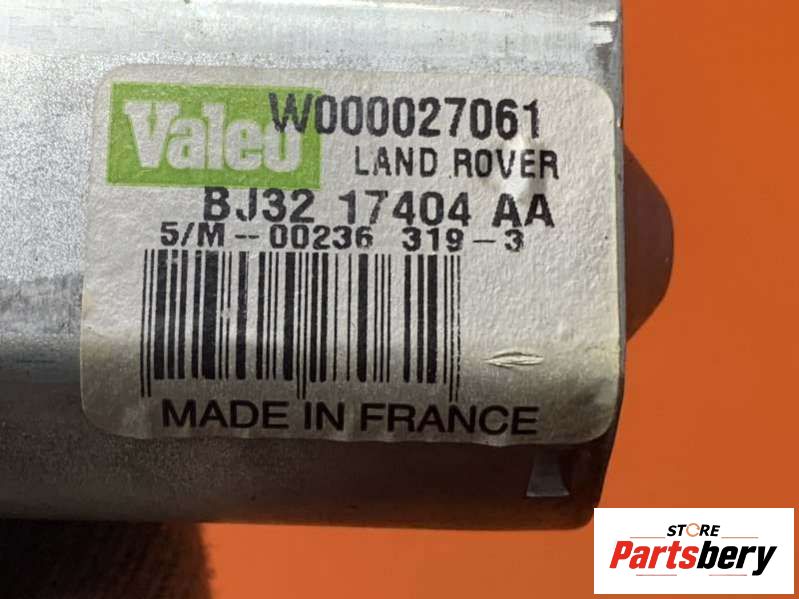 Valeo
W000027061
LAND ROVER
BJ32 17404 AA
5/M--00236 319-3
MADE IN FRANCE
STORE
Partsbery